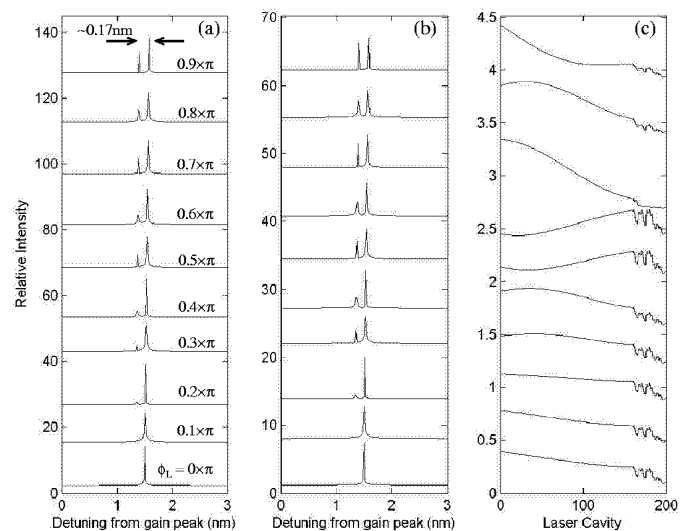 ~0.17nm
(a)
(b)
(c)
0.9×π
0.8×π
0.7×π
0.6×π
0.5×π
0.4×π
0.3×π
0.2×π
0.1×π
ϕL = 0×π
Relative Intensity
140
120
100
80
60
40
20
0
0 1 2 3
Detuning from gain peak (nm)
70
60
50
40
30
20
10
0
0 1 2 3
Detuning from gain peak (nm)
4.5
4
3.5
3
2.5
2
1.5
1
0.5
0
0 50 100 150 200
Laser Cavity